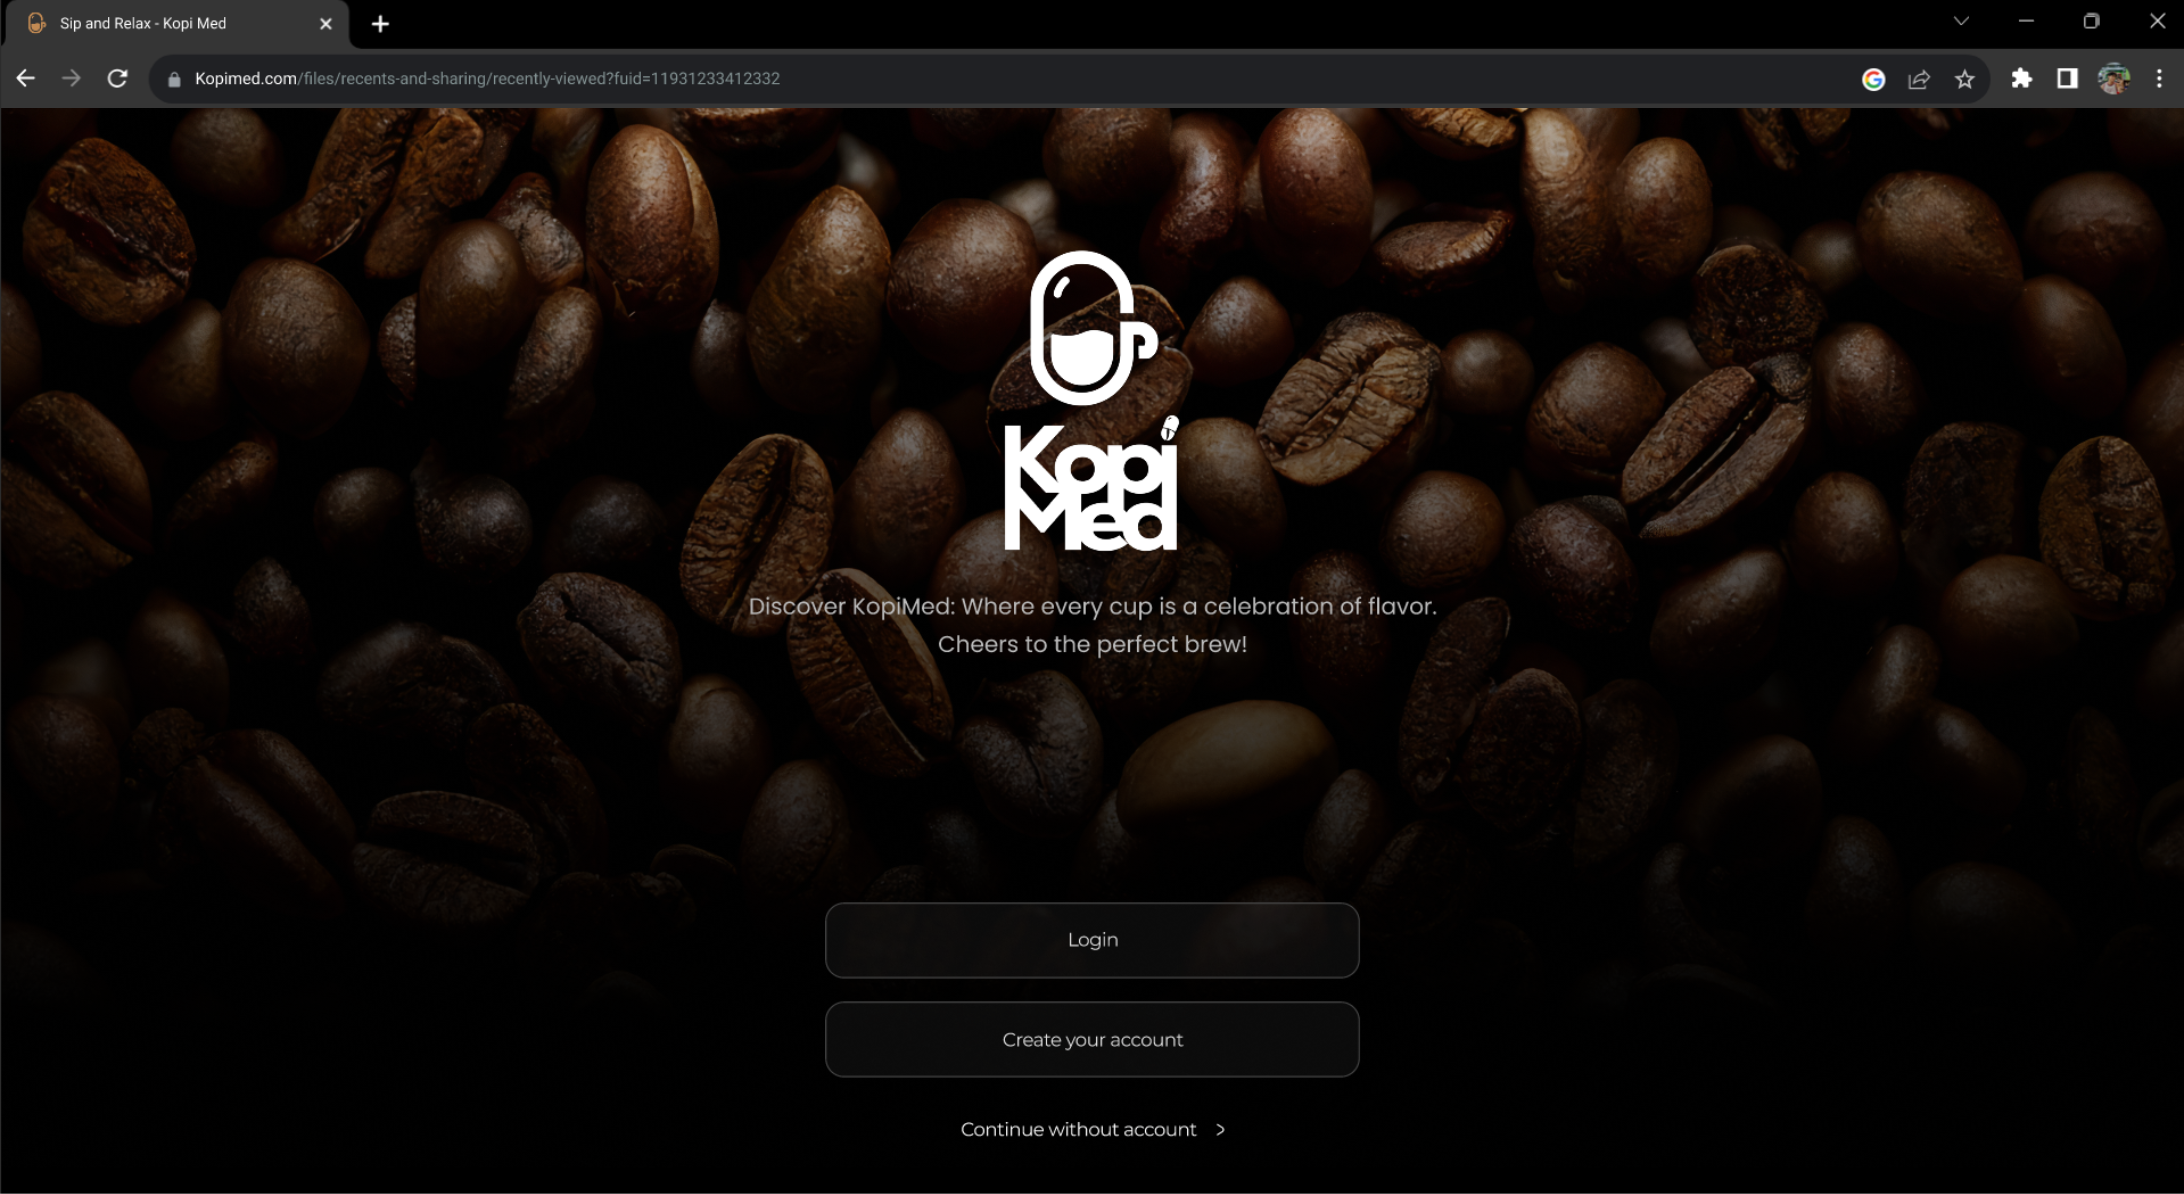 Sip and Relax - Kopi Med
Kopimed.com/files/recents-and-sharing/recently-viewed?fuid=11931233412332
Kopi
Med
Discover KopiMed: Where every cup is a celebration of flavor.
Cheers to the perfect brew!
Login
Create your account
Continue without account >